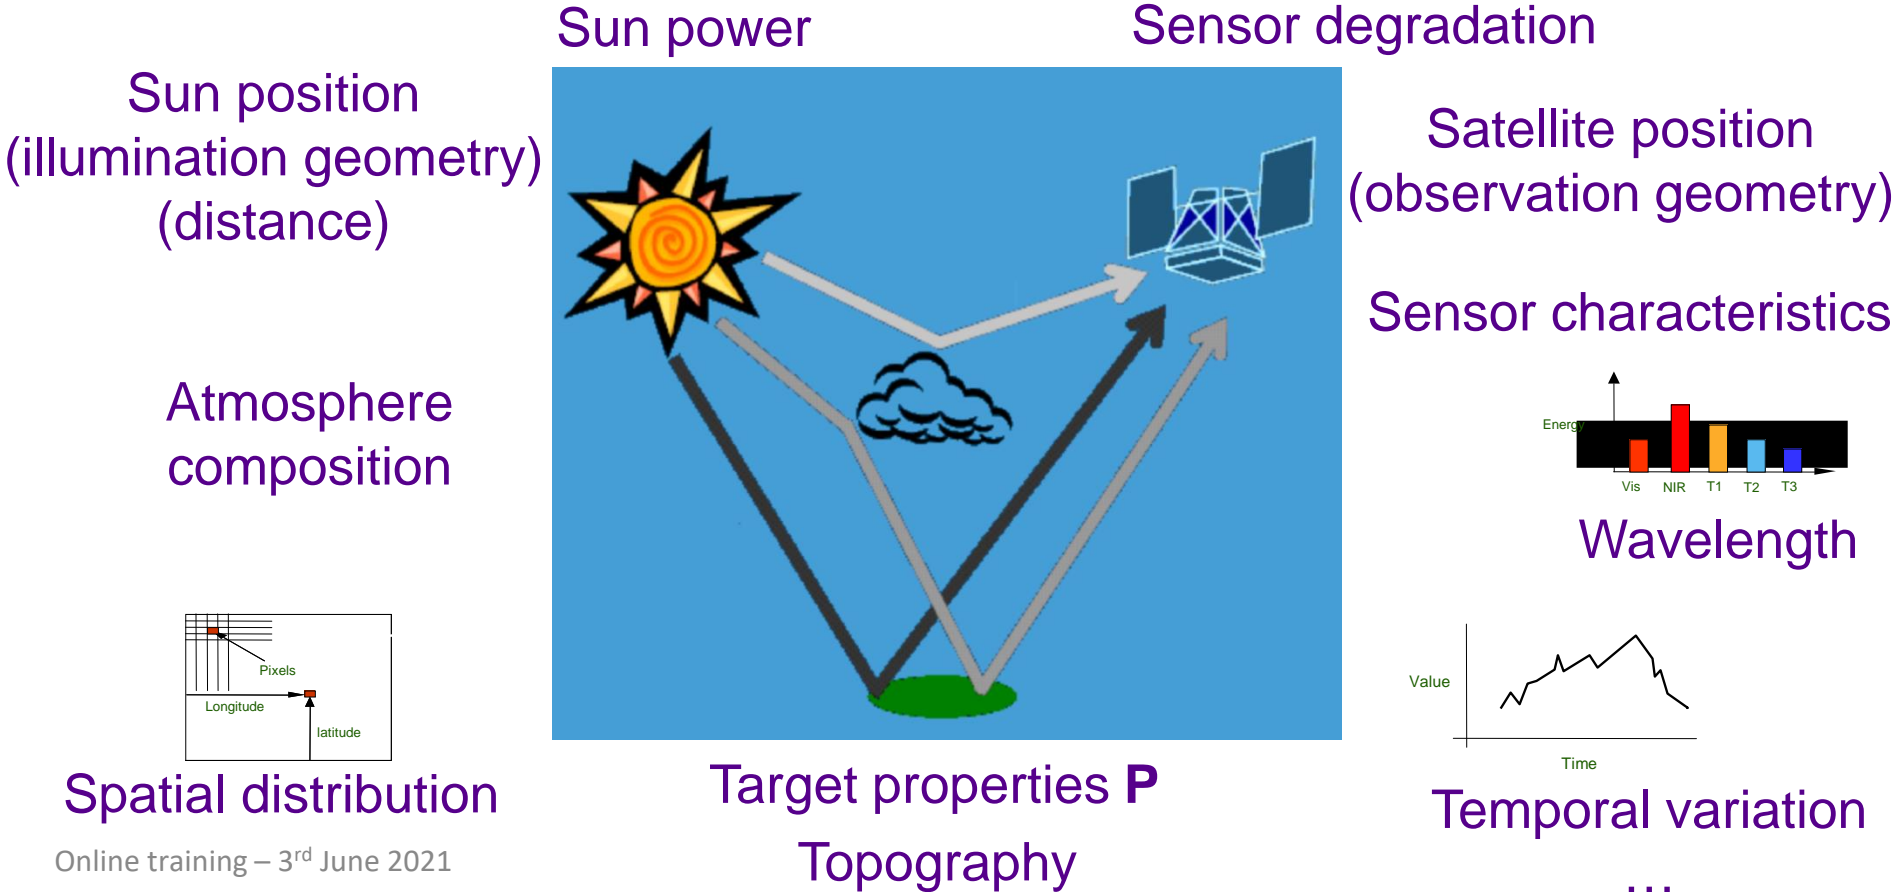 Sun power
Sensor degradation
Sun position
(illumination geometry)
(distance)
Satellite position
(observation geometry)
Sensor characteristics
Atmosphere
composition
Energy
Vis NIR T1 T2 T3
Wavelength
Pixels
Longitude
latitude
Spatial distribution
Value
Time
Temporal variation
...
Target properties P
Topography
Online training – 3rd June 2021